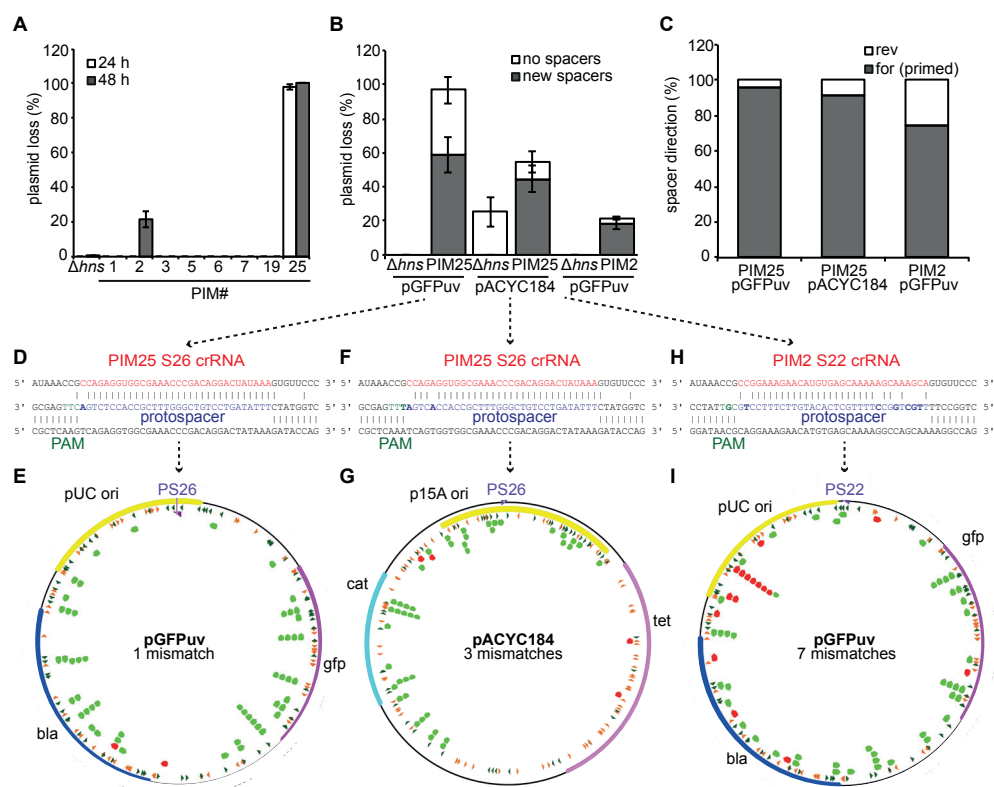 A
120
100
80
60
40
20
0
plasmid loss (%)
24 h
48 h
Δhns 1 2 3 5 6 7 19 25
PIM#
B
120
100
80
60
40
20
0
plasmid loss (%)
no spacers
new spacers
Δhns PIM25 Δhns PIM25 Δhns PIM2
pGFPuv pACYC184 pGFPuv
C
120
100
80
60
40
20
0
spacer direction (%)
rev
for (primed)
PIM25 PIM25 PIM2
pGFPuv pACYC184 pGFPuv
D
PIM25 S26 crRNA
5' AUAAACCGCCAGAGGUGGCGAAACCCGACAGGACUAUAAAGUGUUCCC 3'
3' GCGAGTTCAGTCTCCACCGCTTTGGGCTGTCCTGATATTTCTATGGTC 5'
protospacer
5' CGCTCAAGTCAGAGGTGGCGAAACCCGACAGGACTATAAAGATACCAG 3'
PAM
F
PIM25 S26 crRNA
5' AUAAACCGCCAGAGGUGGCGAAACCCGACAGGACUAUAAAGUGUUCCC 3'
3' GCGAGTTTAGTCACCACCGCTTTGGGCTGTCCTGATATTTCTATGGTC 5'
protospacer
5' CGCTCAAATCAGTGGTGGCGAAACCCGACAGGACTATAAAGATACCAG 3'
PAM
H
PIM2 S22 crRNA
5' AUAAACCGCCGGAAAGAACAUGUGAGCAAAAAGCAAAGCAGUGUUCCC 3'
3' CCTATTGCGTCCTTTCTTGTACACTCGTTTTCCGGTCGTTTTCCGGTC 5'
protospacer
5' GGATAACGCAGGAAAGAACATGTGAGCAAAAGGCCAGCAAAAGGCCAG 3'
PAM
E
pUC ori
PS26
gfp
bla
pGFPuv
1 mismatch
G
p15A ori
PS26
cat
tet
pACYC184
3 mismatches
I
pUC ori
PS22
gfp
bla
pGFPuv
7 mismatches